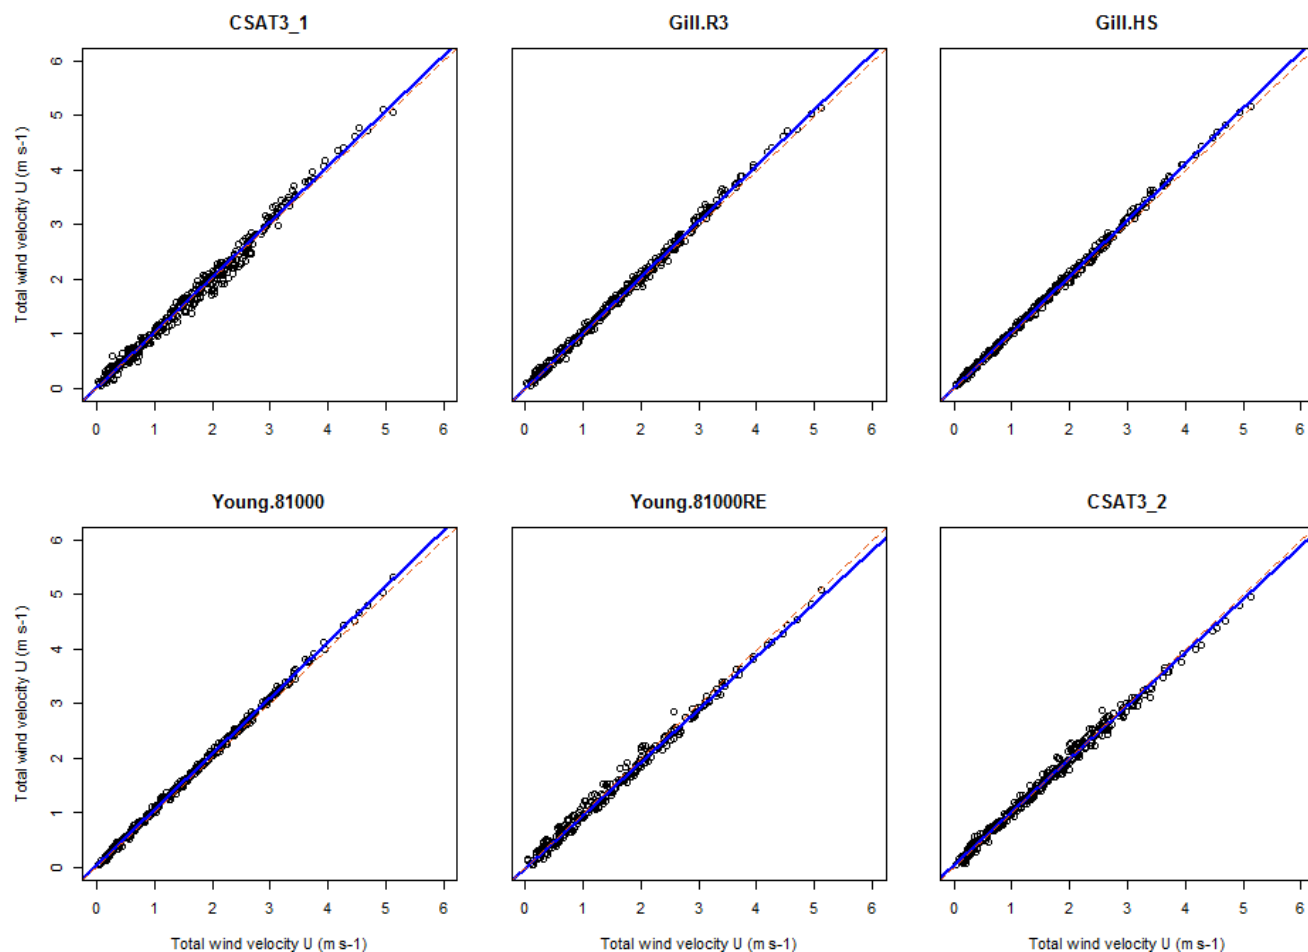 CSAT3_1
Gill.R3
Gill.HS
Total wind velocity U (m s-1)
6
5
4
3
2
1
0
0 1 2 3 4 5 6
0 1 2 3 4 5 6
0 1 2 3 4 5 6
Young.81000
Young.81000RE
CSAT3_2
Total wind velocity U (m s-1)
6
5
4
3
2
1
0
0 1 2 3 4 5 6
0 1 2 3 4 5 6
0 1 2 3 4 5 6
Total wind velocity U (m s-1)
Total wind velocity U (m s-1)
Total wind velocity U (m s-1)